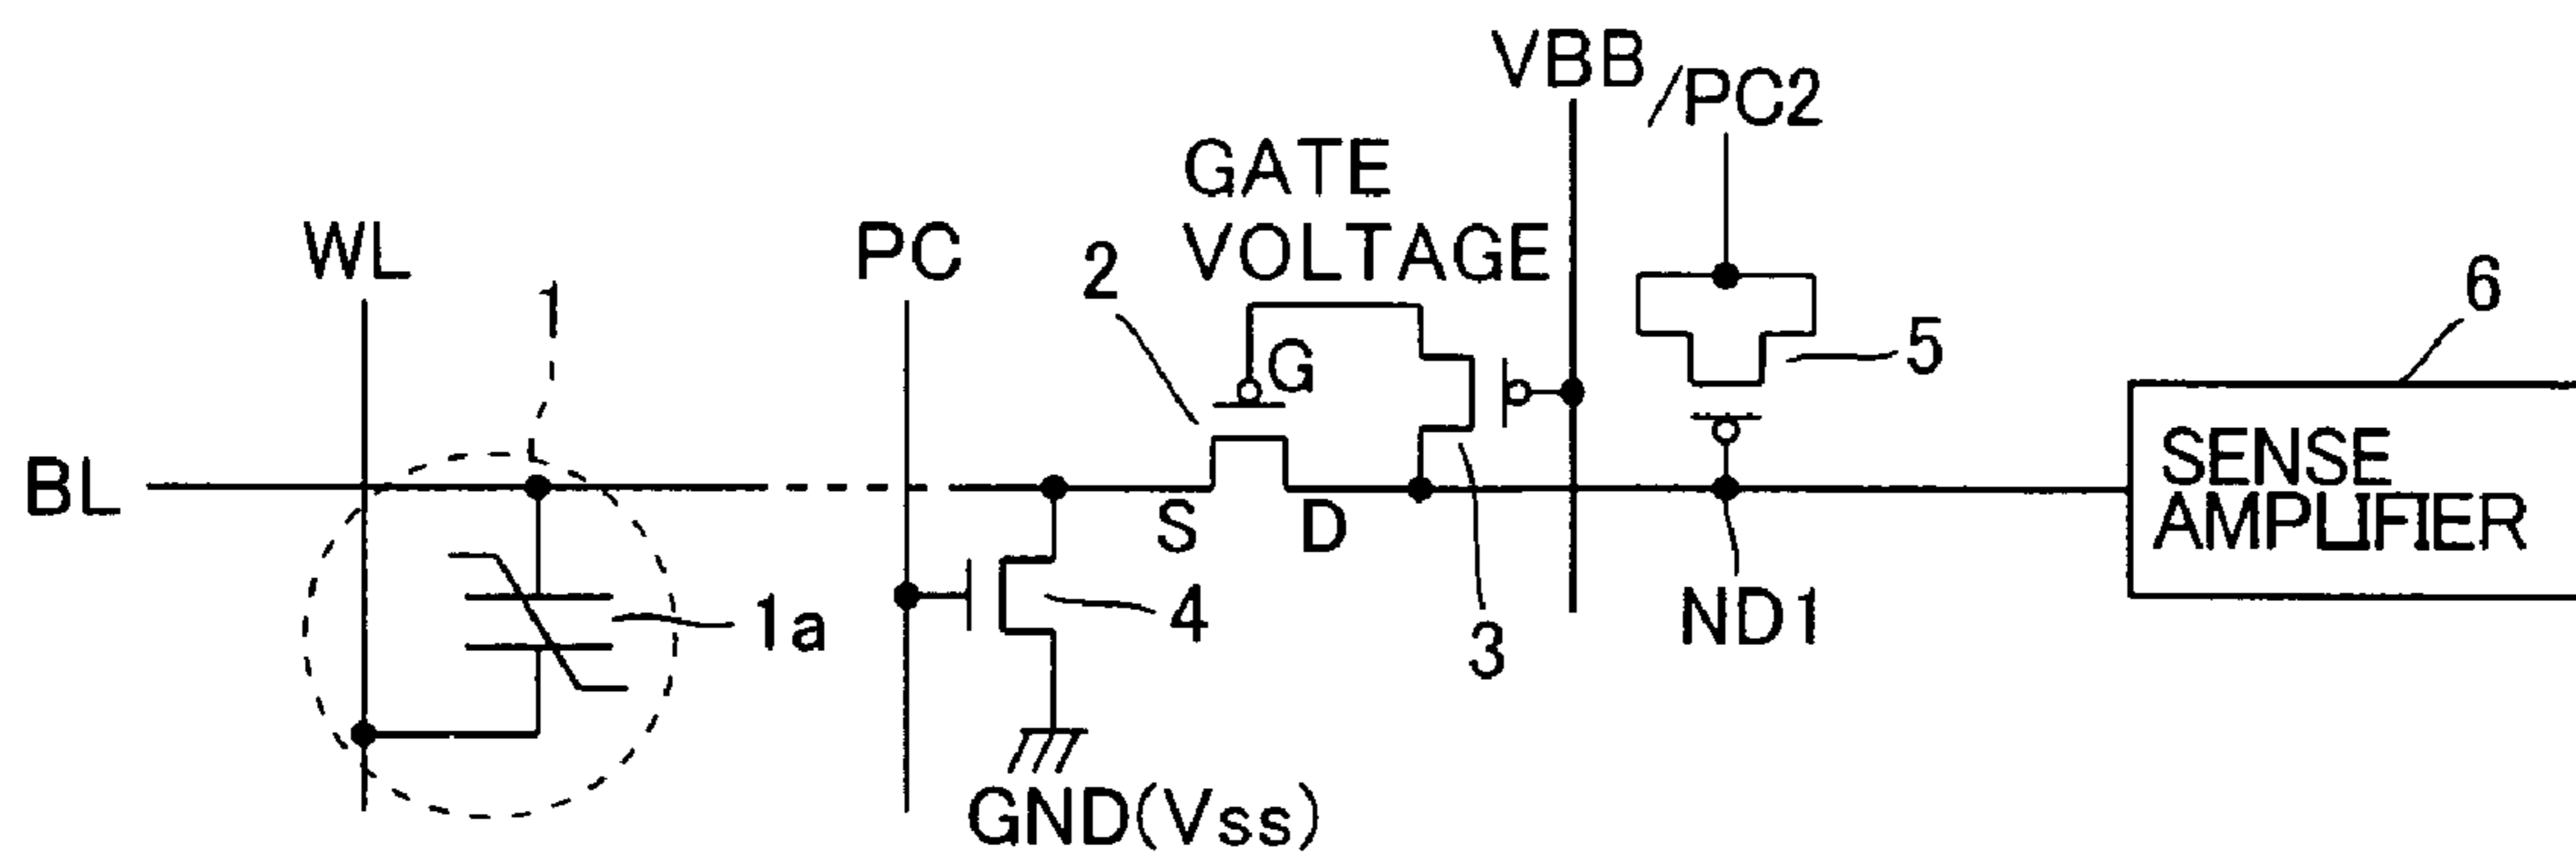 VBB
/PC2
GATE
VOLTAGE
WL
PC
1
2
6
G
5
BL
S
D
SENSE
AMPLIFIER
1a
4
3
ND1
GND(Vss)